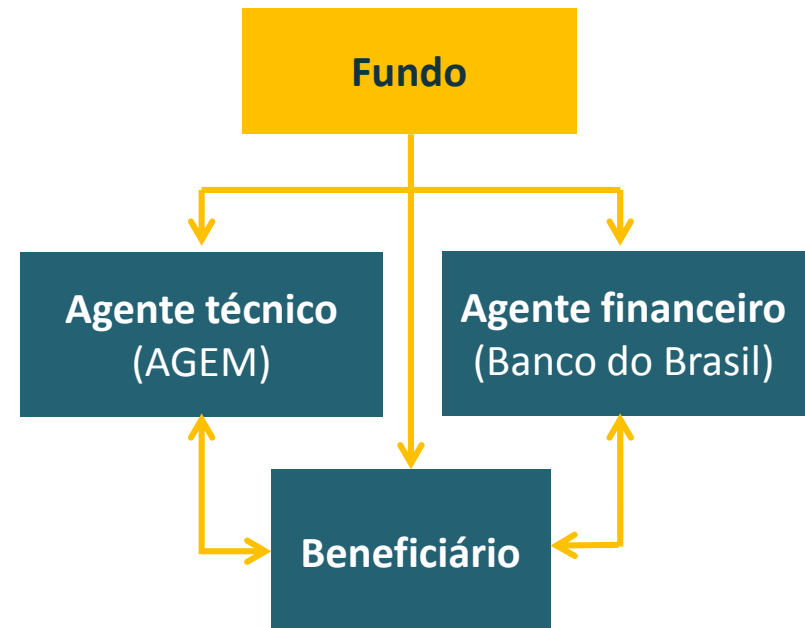 Fundo
Agente técnico
(AGEM)
Agente financeiro
(Banco do Brasil)
Beneficiário